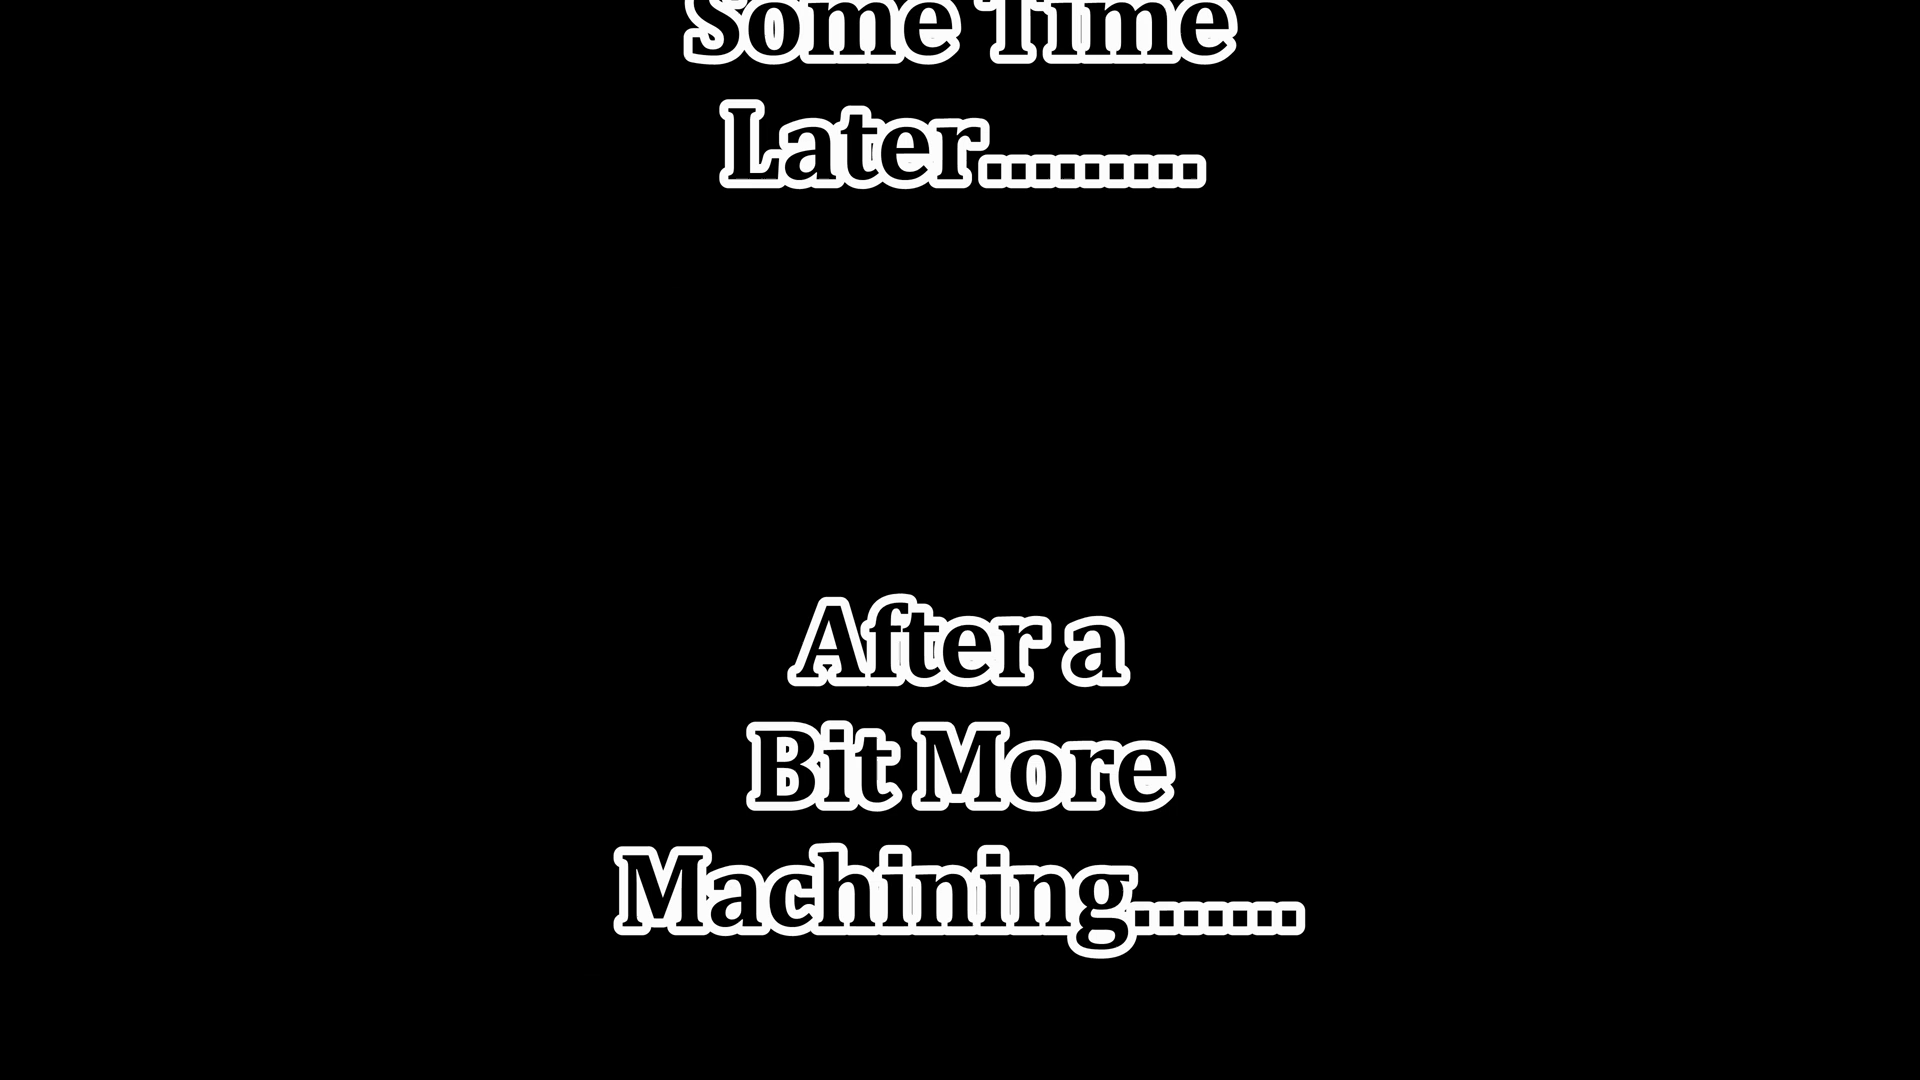 Some Time
Later.........
After a
Bit More
Machining.......